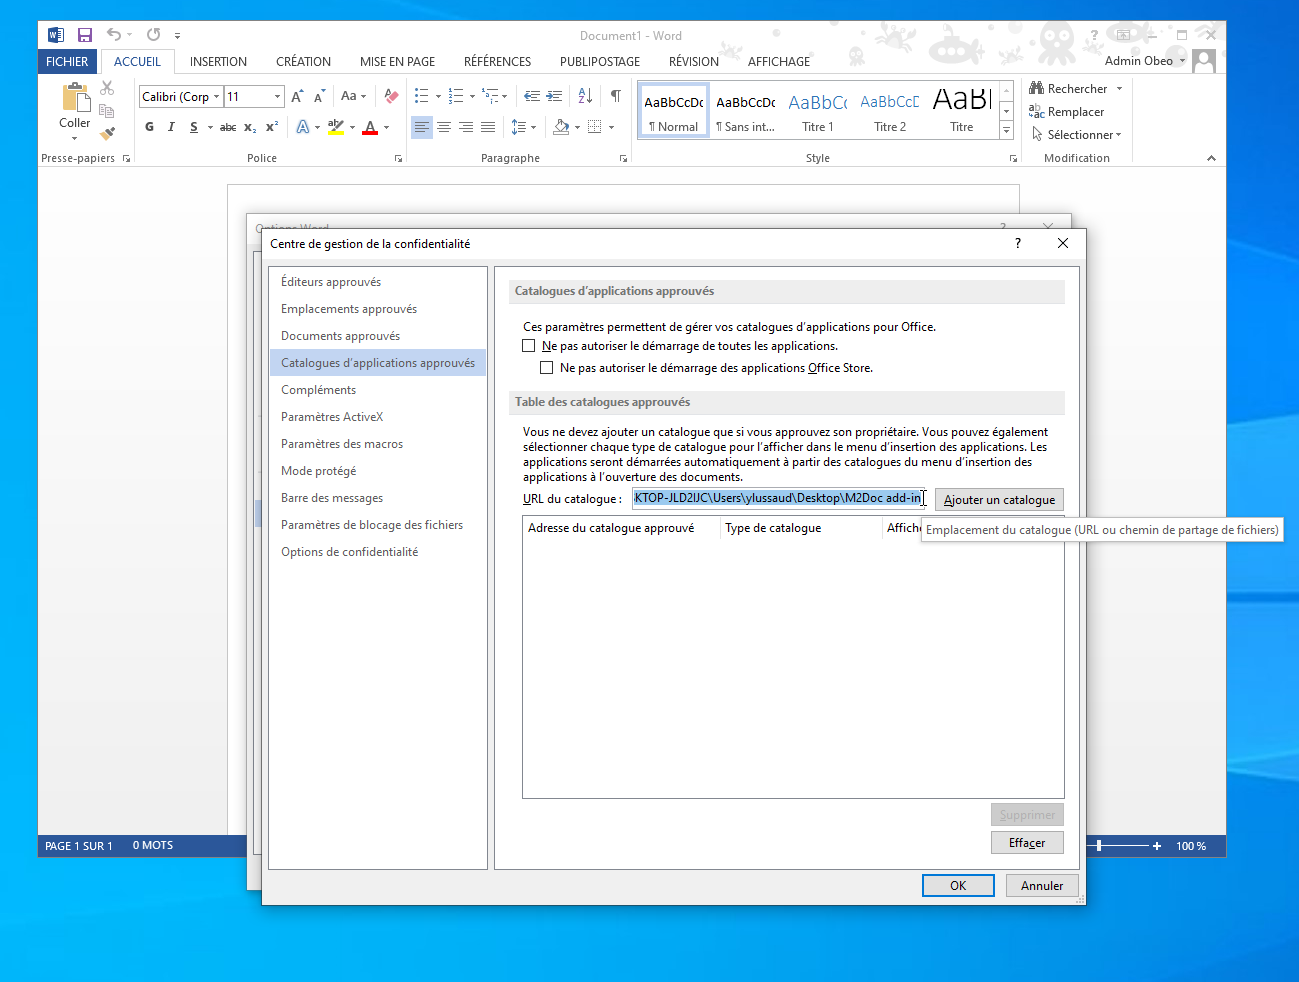 Document1 - Word
?
FICHIER ACCUEIL INSERTION CRÉATION MISE EN PAGE RÉFÉRENCES PUBLIPOSTAGE RÉVISION AFFICHAGE Admin Obeo
Coller
Calibri (Corp 11 Aa
G I S abc x₂ x² A aby A
AaBbCcDc AaBbCcDc AaBbCc AaBbCcD AaBl
¶ Normal ¶ Sans int... Titre 1 Titre 2 Titre
Rechercher
Remplacer
Sélectionner
Presse-papiers Police Paragraphe Style Modification
Options Word ?
Centre de gestion de la confidentialité ?
Éditeurs approuvés
Emplacements approuvés
Documents approuvés
Catalogues d'applications approuvés
Compléments
Paramètres ActiveX
Paramètres des macros
Mode protégé
Barre des messages
Paramètres de blocage des fichiers
Options de confidentialité
Catalogues d'applications approuvés
Ces paramètres permettent de gérer vos catalogues d'applications pour Office.
Ne pas autoriser le démarrage de toutes les applications.
Ne pas autoriser le démarrage des applications Office Store.
Table des catalogues approuvés
Vous ne devez ajouter un catalogue que si vous approuvez son propriétaire. Vous pouvez également
sélectionner chaque type de catalogue pour l'afficher dans le menu d'insertion des applications. Les
applications seront démarrées automatiquement à partir des catalogues du menu d'insertion des
applications à l'ouverture des documents.
URL du catalogue : KTOP-JLD2IJC\Users\ylussaud\Desktop\M2Doc add-in Ajouter un catalogue
Adresse du catalogue approuvé Type de catalogue Affiche
Emplacement du catalogue (URL ou chemin de partage de fichiers)
Supprimer
Effacer
OK Annuler
PAGE 1 SUR 1 0 MOTS 100 %